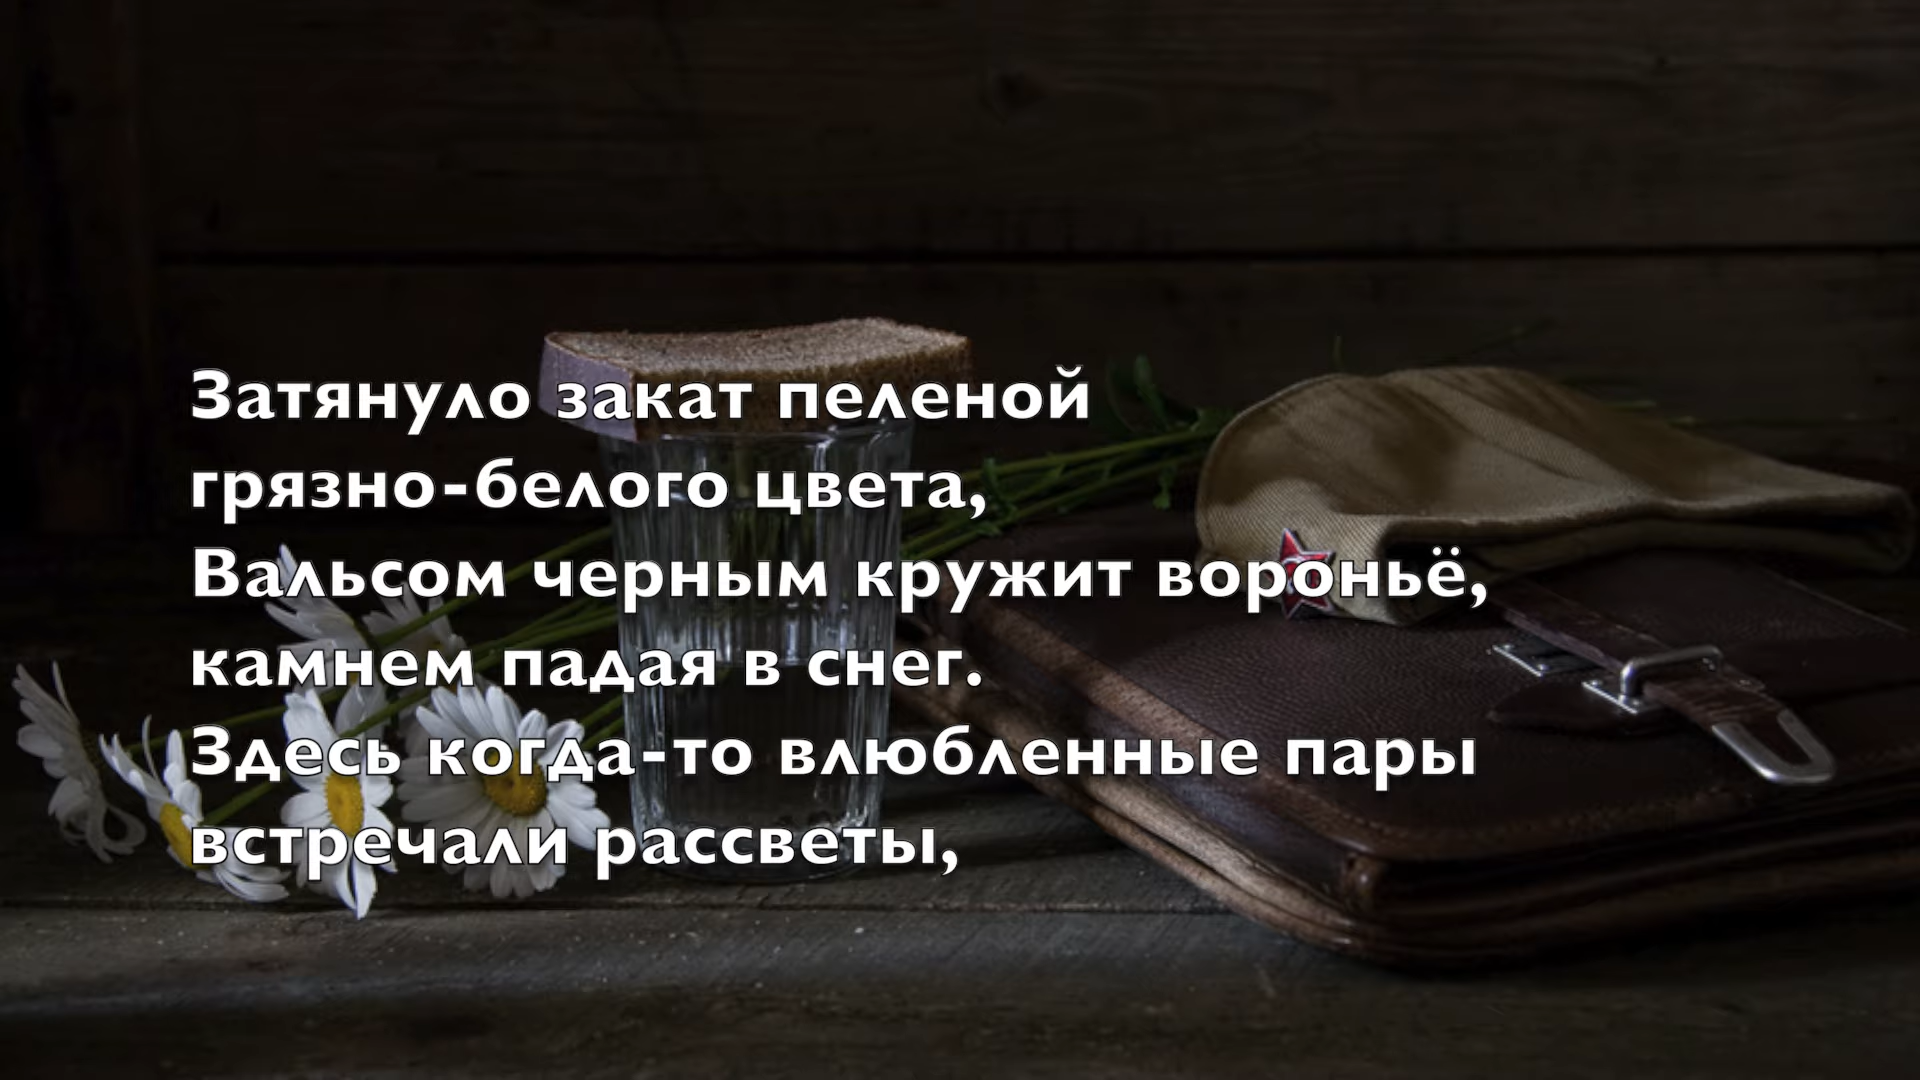 Затянуло закат пеленой
грязно-белого цвета,
Вальсом черным кружит вороньё,
камнем падая в снег.
Здесь когда-то влюбленные пары
встречали рассветы,